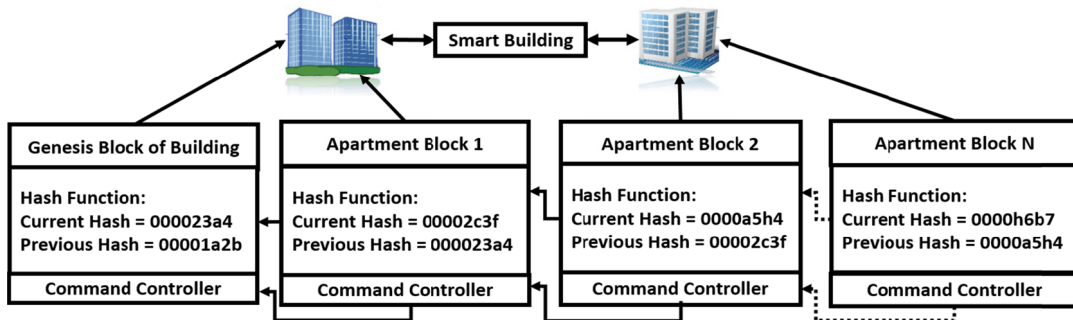 Smart Building
Genesis Block of Building
Hash Function:
Current Hash = 000023a4
Previous Hash = 00001a2b
Command Controller
Apartment Block 1
Hash Function:
Current Hash = 00002c3f
Previous Hash = 000023a4
Command Controller
Apartment Block 2
Hash Function:
Current Hash = 0000a5h4
Previous Hash = 00002c3f
Command Controller
Apartment Block N
Hash Function:
Current Hash = 0000h6b7
Previous Hash = 0000a5h4
Command Controller